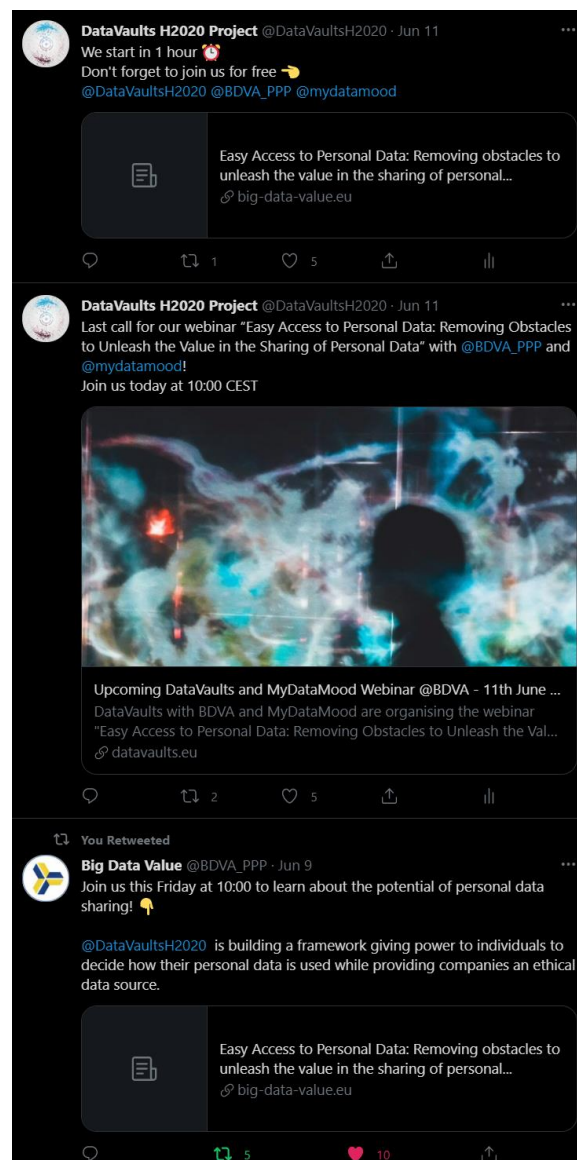 DataVaults H2020 Project @DataVaultsH2020 · Jun 11
We start in 1 hour ⏰
Don't forget to join us for free 👈
@DataVaultsH2020 @BDVA_PPP @mydatamood
Easy Access to Personal Data: Removing obstacles to
unleash the value in the sharing of personal...
big-data-value.eu
1 5
DataVaults H2020 Project @DataVaultsH2020 · Jun 11
Last call for our webinar “Easy Access to Personal Data: Removing Obstacles
to Unleash the Value in the Sharing of Personal Data” with @BDVA_PPP and
@mydatamood!
Join us today at 10:00 CEST
Upcoming DataVaults and MyDataMood Webinar @BDVA - 11th June ...
DataVaults with BDVA and MyDataMood are organising the webinar
"Easy Access to Personal Data: Removing Obstacles to Unleash the Val...
datavaults.eu
2 5
You Retweeted
Big Data Value @BDVA_PPP · Jun 9
Join us this Friday at 10:00 to learn about the potential of personal data
sharing! 👇
@DataVaultsH2020 is building a framework giving power to individuals to
decide how their personal data is used while providing companies an ethical
data source.
Easy Access to Personal Data: Removing obstacles to
unleash the value in the sharing of personal...
big-data-value.eu
5 10